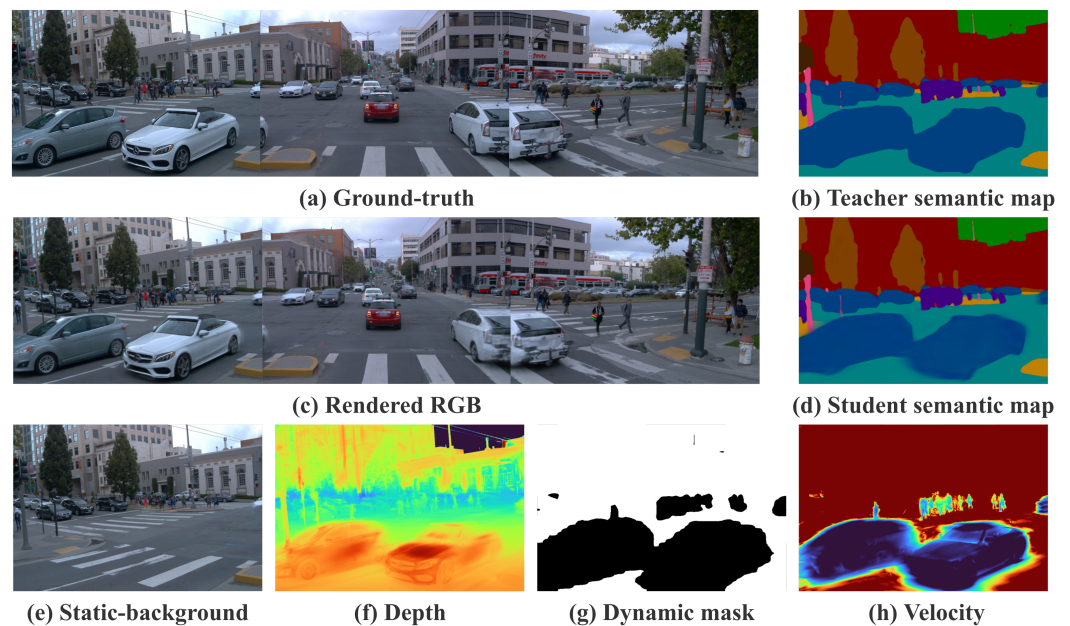 (a) Ground-truth
(b) Teacher semantic map
(c) Rendered RGB
(d) Student semantic map
(e) Static-background
(f) Depth
(g) Dynamic mask
(h) Velocity